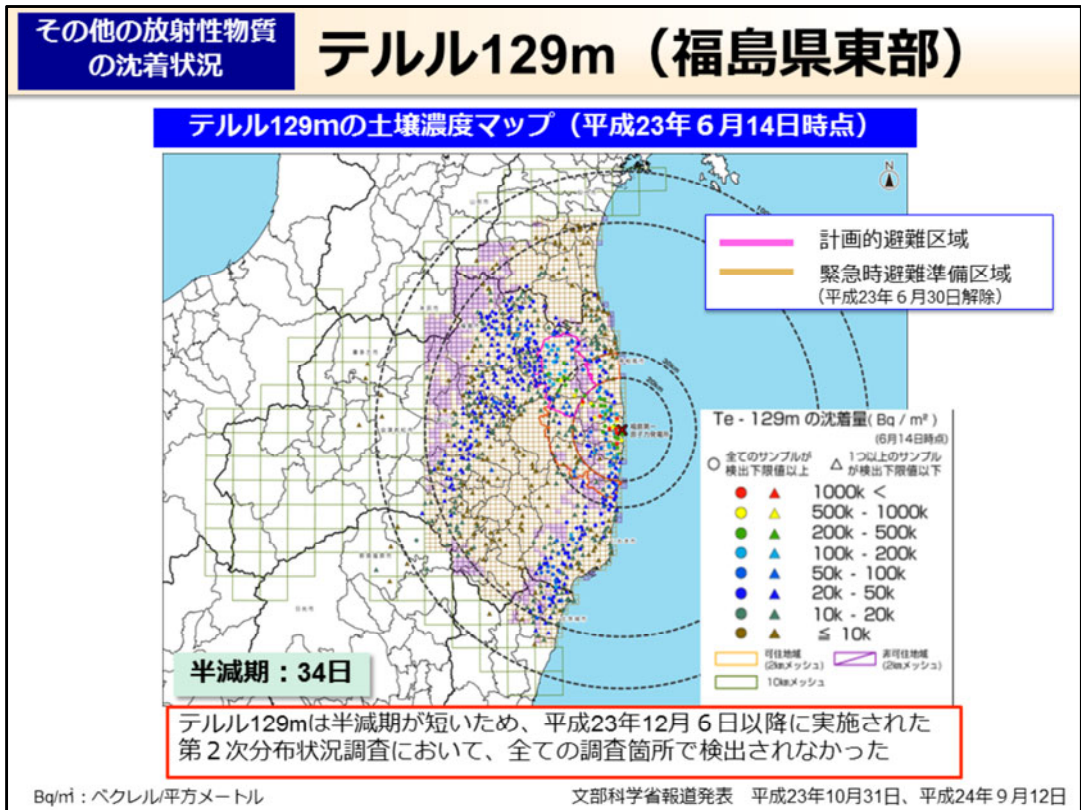 その他の放射性物質
の沈着状況
テルル129m（福島県東部）
テルル129mの土壌濃度マップ（平成23年６月14日時点）
N
計画的避難区域
緊急時避難準備区域
（平成23年６月30日解除）
福島第一
原子力発電所
Te - 129m の沈着量( Bq / m² )
(6月14日時点)
○ 全てのサンプルが
検出下限値以上
△ 1つ以上のサンプル
が検出下限値以下
1000k <
500k - 1000k
200k - 500k
100k - 200k
50k - 100k
20k - 50k
10k - 20k
≦ 10k
可住地域
(2kmメッシュ)
非可住地域
(2kmメッシュ)
10kmメッシュ
半減期：34日
テルル129mは半減期が短いため、平成23年12月６日以降に実施された
第２次分布状況調査において、全ての調査箇所で検出されなかった
Bq/㎡：ベクレル/平方メートル
文部科学省報道発表　平成23年10月31日、平成24年９月12日